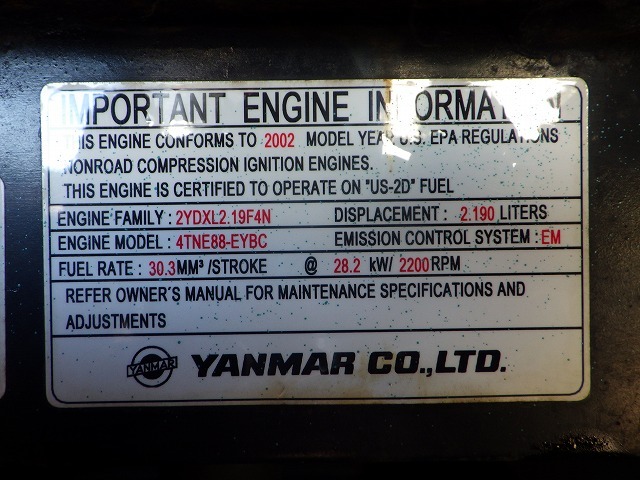 IMPORTANT ENGINE INFORMATION
THIS ENGINE CONFORMS TO 2002 MODEL YEAR U.S. EPA REGULATIONS
NONROAD COMPRESSION IGNITION ENGINES.
THIS ENGINE IS CERTIFIED TO OPERATE ON "US-2D" FUEL
ENGINE FAMILY : 2YDXL2.19F4N DISPLACEMENT : 2.190 LITERS
ENGINE MODEL : 4TNE88-EYBC EMISSION CONTROL SYSTEM : EM
FUEL RATE : 30.3MM³/STROKE @ 28.2 kW/ 2200RPM
REFER OWNER'S MANUAL FOR MAINTENANCE SPECIFICATIONS AND
ADJUSTMENTS
YANMAR YANMAR CO.,LTD.